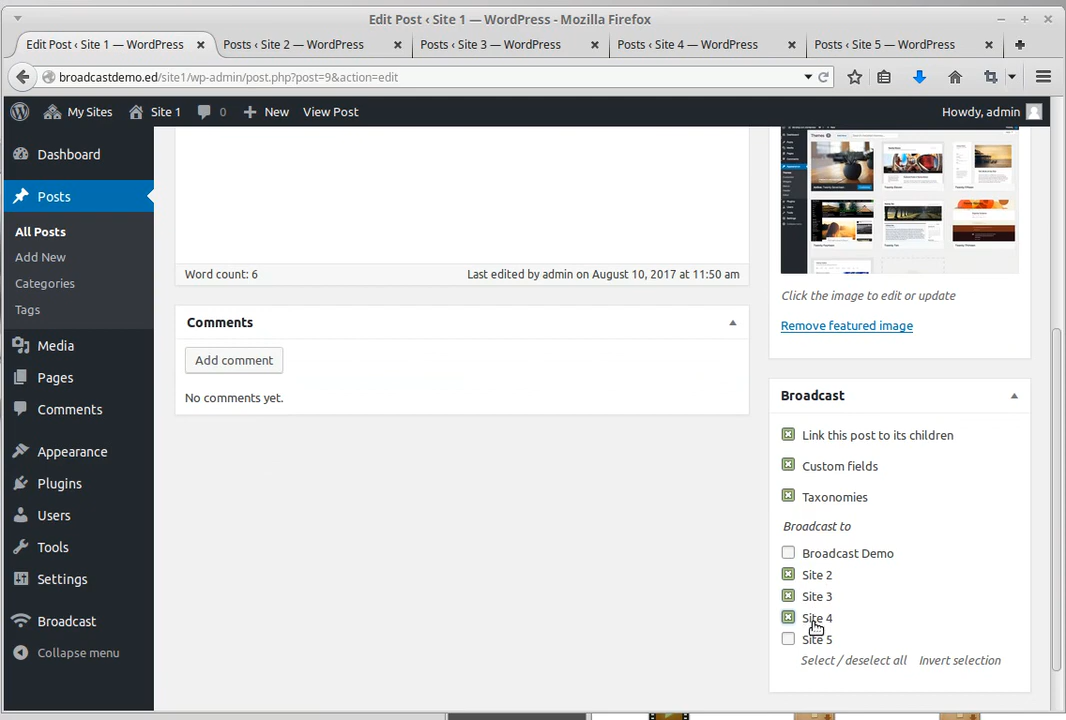 Edit Post ‹ Site 1 — WordPress - Mozilla Firefox
Edit Post ‹ Site 1 — WordPress
Posts ‹ Site 2 — WordPress
Posts ‹ Site 3 — WordPress
Posts ‹ Site 4 — WordPress
Posts ‹ Site 5 — WordPress
broadcastdemo.ed/site1/wp-admin/post.php?post=9&action=edit
My Sites
Site 1
0
New
View Post
Howdy, admin
Dashboard
Posts
All Posts
Add New
Categories
Tags
Media
Pages
Comments
Appearance
Plugins
Users
Tools
Settings
Broadcast
Collapse menu
Word count: 6
Last edited by admin on August 10, 2017 at 11:50 am
Comments
Add comment
No comments yet.
Click the image to edit or update
Remove featured image
Broadcast
Link this post to its children
Custom fields
Taxonomies
Broadcast to
Broadcast Demo
Site 2
Site 3
Site 4
Site 5
Select / deselect all
Invert selection